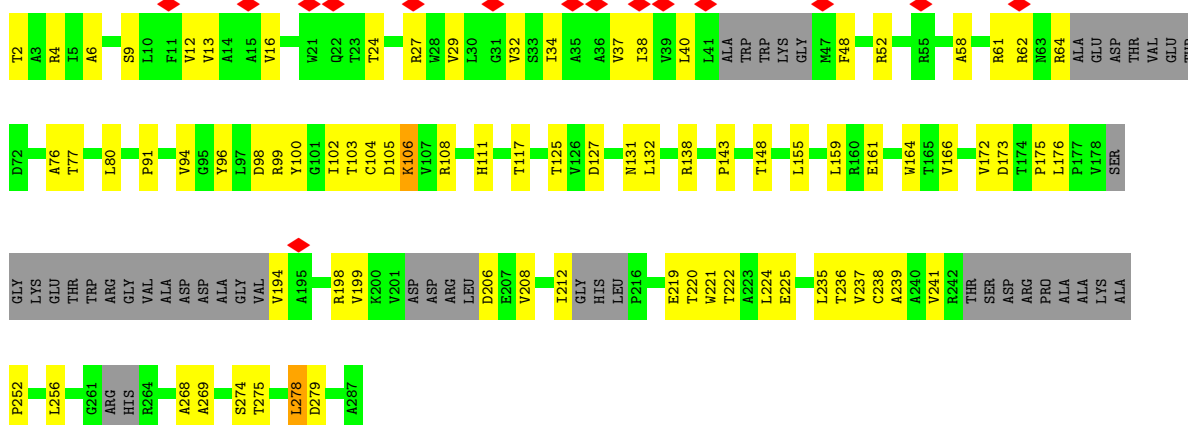 T2 A3 R4 I5 A6 S9 L10 F11 V12 V13 A14 A15 V16 W21 Q22 T23 T24 R27 W28 V29 L30 G31 V32 S33 I34 A35 A36 V37 I38 V39 L40 L41 ALA TRP TRP LYS GLY M47 F48 R52 R55 A58 R61 R62 N63 R64 ALA GLU ASP THR VAL GLU
D72 A76 T77 L80 P91 V94 G95 Y96 L97 D98 R99 Y100 G101 I102 T103 C104 D105 K106 V107 R108 H111 T117 T125 V126 D127 N131 L132 R138 P143 T148 L155 L159 R160 E161 W164 T165 V166 V172 D173 T174 P175 L176 P177 V178 SER
GLY LYS GLU THR TRP ARG GLY VAL ALA ASP ASP ALA GLY VAL V194 A195 R198 V199 K200 V201 ASP ASP ARG LEU D206 E207 V208 I212 GLY HIS LEU P216 E219 T220 W221 T222 A223 L224 E225 L235 T236 V237 C238 A239 A240 V241 R242 THR SER ASP ARG PRO ALA ALA LYS ALA
P252 L256 G261 ARG HIS R264 A268 A269 S274 T275 L278 D279 A287